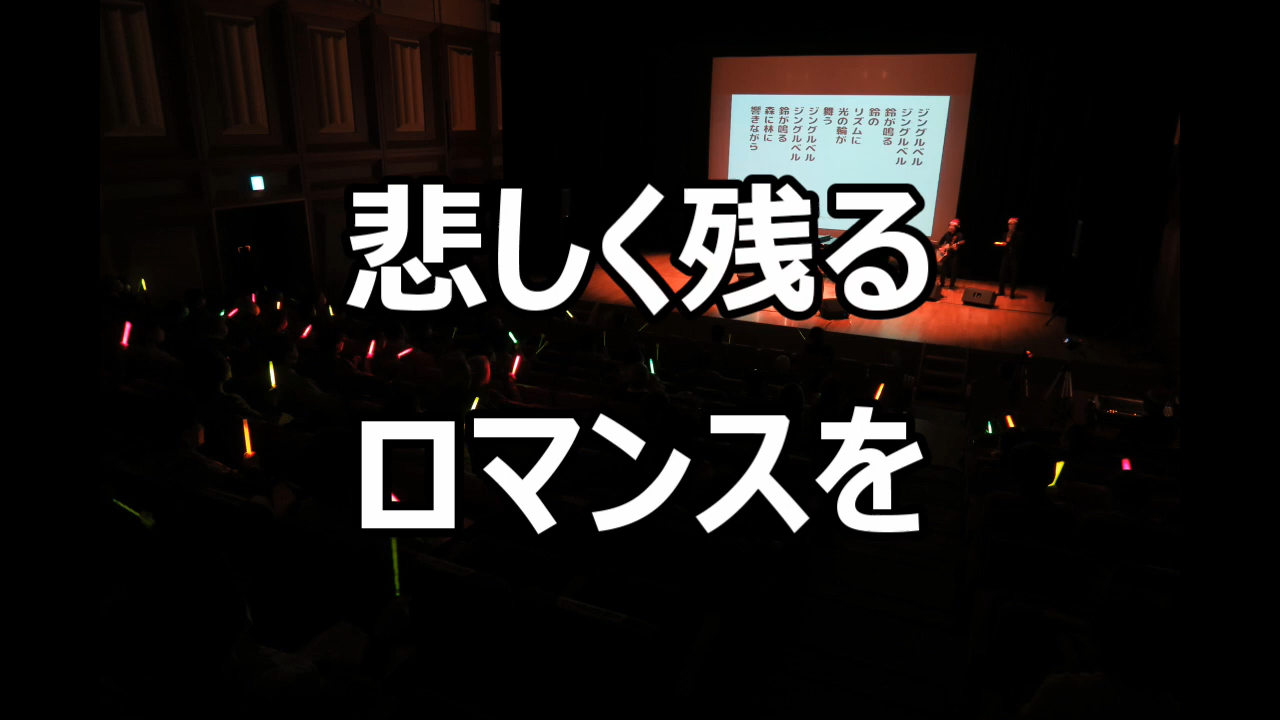 ジングルベル
ジングルベル
鈴が鳴る
鈴の
リズムに
光の輪が
舞う
ジングルベル
ジングルベル
鈴が鳴る
森に林に
響きながら
悲しく残る
ロマンスを